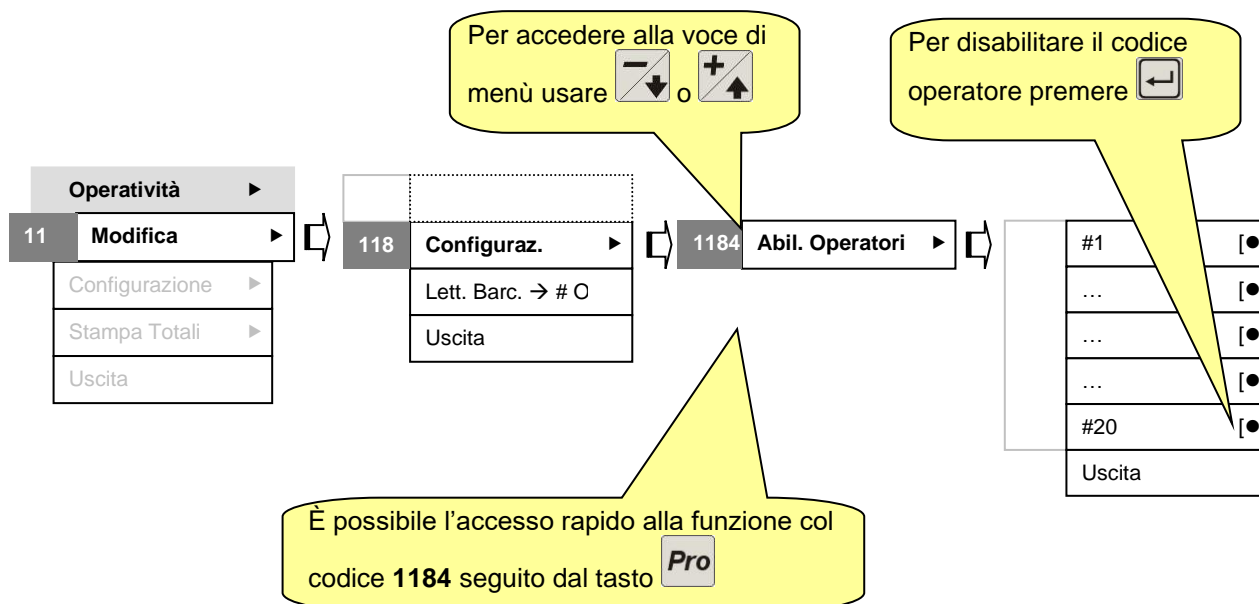 Per accedere alla voce di
menù usare − o +
Per disabilitare il codice
operatore premere
Operatività
11 Modifica
Configurazione
Stampa Totali
Uscita
118 Configuraz.
Lett. Barc. → # O
Uscita
1184 Abil. Operatori
#1 [●
… [●
… [●
… [●
#20 [●
Uscita
È possibile l’accesso rapido alla funzione col
codice 1184 seguito dal tasto Pro